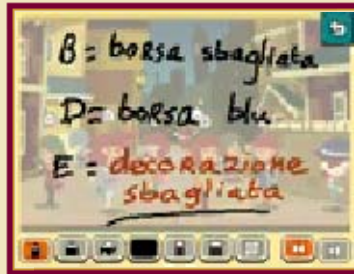 B = borsa sbagliata
D = borsa blu
E = decorazione
sbagliata